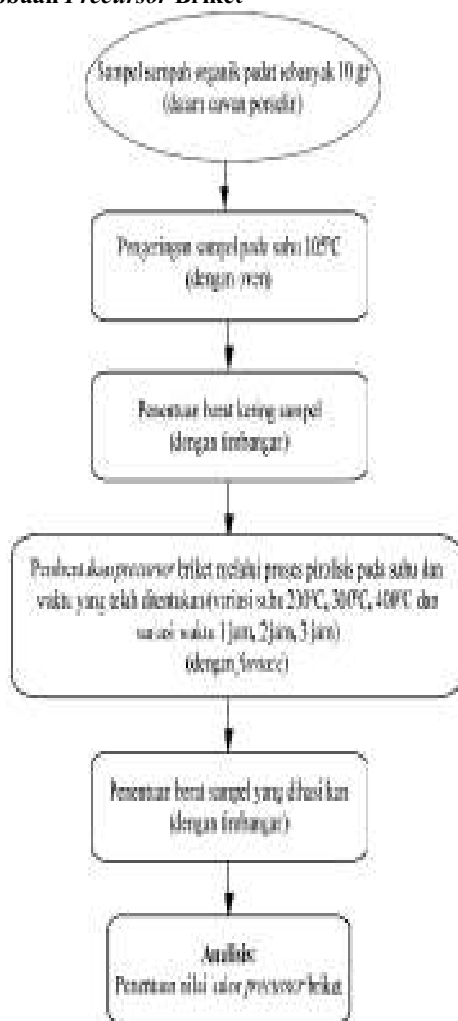 Precursor Briket
Sampel sampah organik padat sebanyak 10 gr
(dalam cawan porselin)
Pengeringan sampel pada suhu 105°C
(dengan oven)
Penentuan berat kering sampel
(dengan timbangan)
Pembentukan precursor briket melalui proses pirolisis pada suhu dan
waktu yang telah ditentukan (variasi suhu 300°C, 400°C dan
variasi waktu 1 jam, 2 jam, 3 jam)
(dengan furnace)
Penentuan berat sampel yang dihasilkan
(dengan timbangan)
Analisis:
Penentuan nilai kalor precursor briket